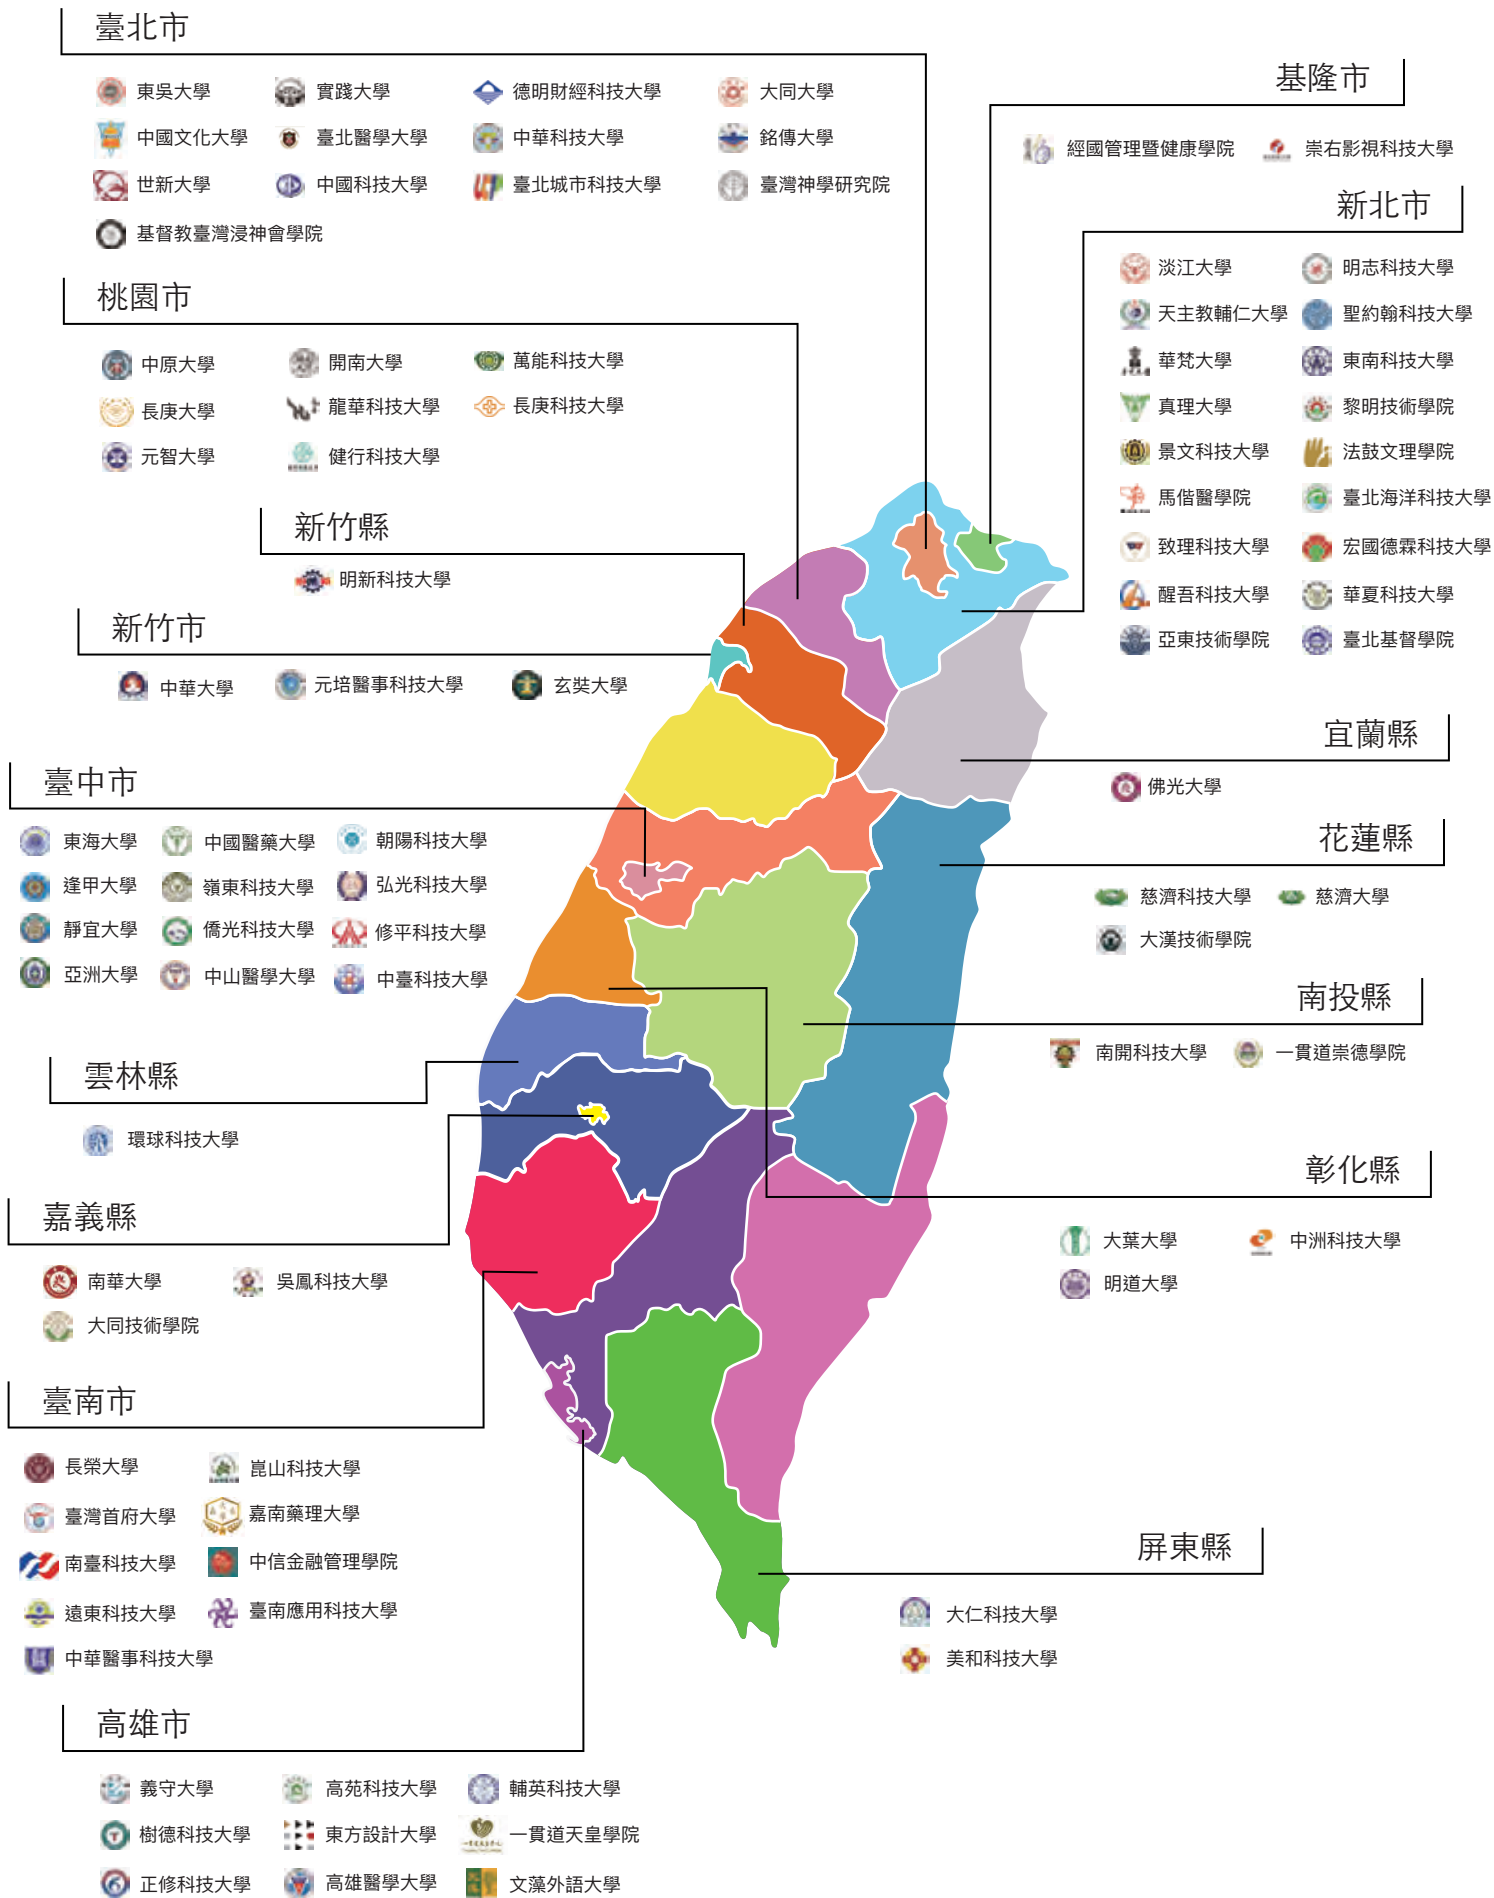 臺北市
東吳大學
實踐大學
德明財經科技大學
大同大學
中國文化大學
臺北醫學大學
中華科技大學
銘傳大學
世新大學
中國科技大學
臺北城市科技大學
臺灣神學研究院
基督教臺灣浸神會學院
基隆市
經國管理暨健康學院
崇右影視科技大學
新北市
淡江大學
明志科技大學
天主教輔仁大學
聖約翰科技大學
華梵大學
東南科技大學
真理大學
黎明技術學院
景文科技大學
法鼓文理學院
馬偕醫學院
臺北海洋科技大學
致理科技大學
宏國德霖科技大學
醒吾科技大學
華夏科技大學
亞東技術學院
臺北基督學院
桃園市
中原大學
開南大學
萬能科技大學
長庚大學
龍華科技大學
長庚科技大學
元智大學
健行科技大學
新竹縣
明新科技大學
新竹市
中華大學
元培醫事科技大學
玄奘大學
宜蘭縣
佛光大學
臺中市
東海大學
中國醫藥大學
朝陽科技大學
逢甲大學
嶺東科技大學
弘光科技大學
靜宜大學
僑光科技大學
修平科技大學
亞洲大學
中山醫學大學
中臺科技大學
花蓮縣
慈濟科技大學
慈濟大學
大漢技術學院
南投縣
南開科技大學
一貫道崇德學院
雲林縣
環球科技大學
彰化縣
大葉大學
中洲科技大學
明道大學
嘉義縣
南華大學
吳鳳科技大學
大同技術學院
臺南市
長榮大學
崑山科技大學
臺灣首府大學
嘉南藥理大學
南臺科技大學
中信金融管理學院
遠東科技大學
臺南應用科技大學
中華醫事科技大學
屏東縣
大仁科技大學
美和科技大學
高雄市
義守大學
高苑科技大學
輔英科技大學
樹德科技大學
東方設計大學
一貫道天皇學院
正修科技大學
高雄醫學大學
文藻外語大學